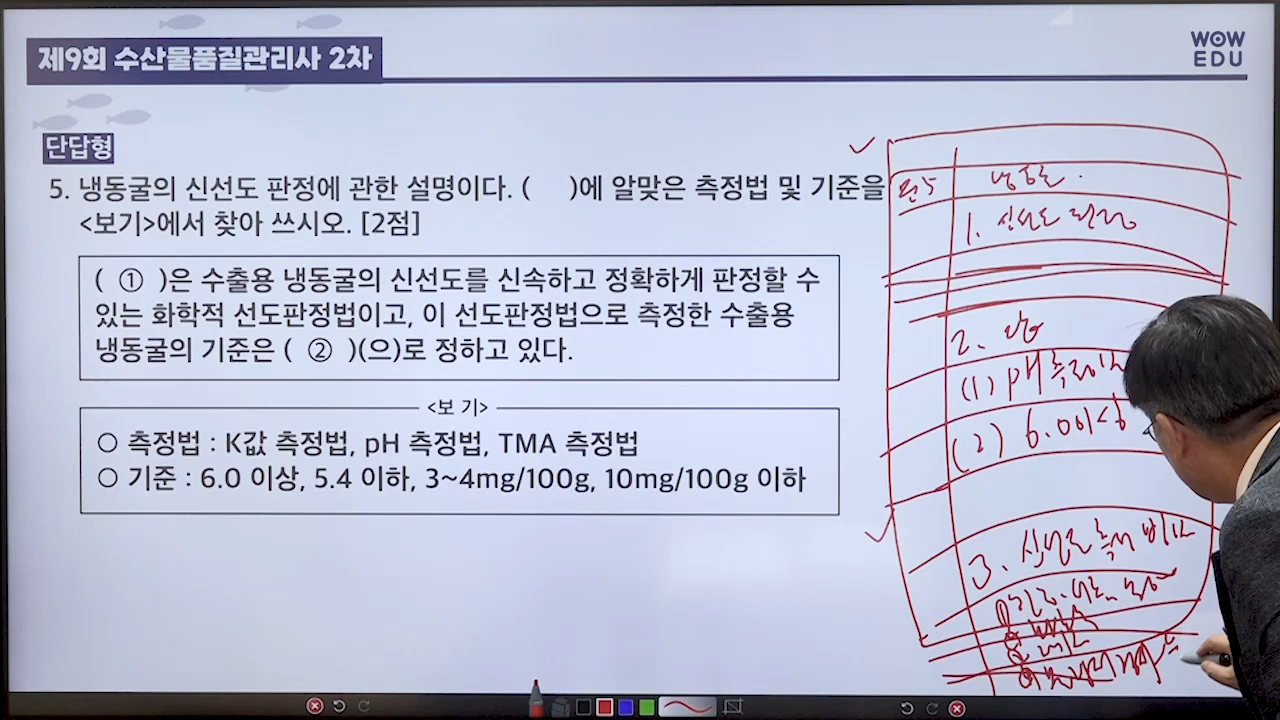 제9회 수산물품질관리사 2차
WOW
EDU
단답형
5. 냉동굴의 신선도 판정에 관한 설명이다. ( )에 알맞은 측정법 및 기준을
<보기>에서 찾아 쓰시오. [2점]
( ① )은 수출용 냉동굴의 신선도를 신속하고 정확하게 판정할 수
있는 화학적 선도판정법이고, 이 선도판정법으로 측정한 수출용
냉동굴의 기준은 ( ② )(으)로 정하고 있다.
<보 기>
○ 측정법 : K값 측정법, pH 측정법, TMA 측정법
○ 기준 : 6.0 이상, 5.4 이하, 3~4mg/100g, 10mg/100g 이하
1. 신선도
2. 답
(1) pH 측정
(2) 6.0이상
3. 신선도